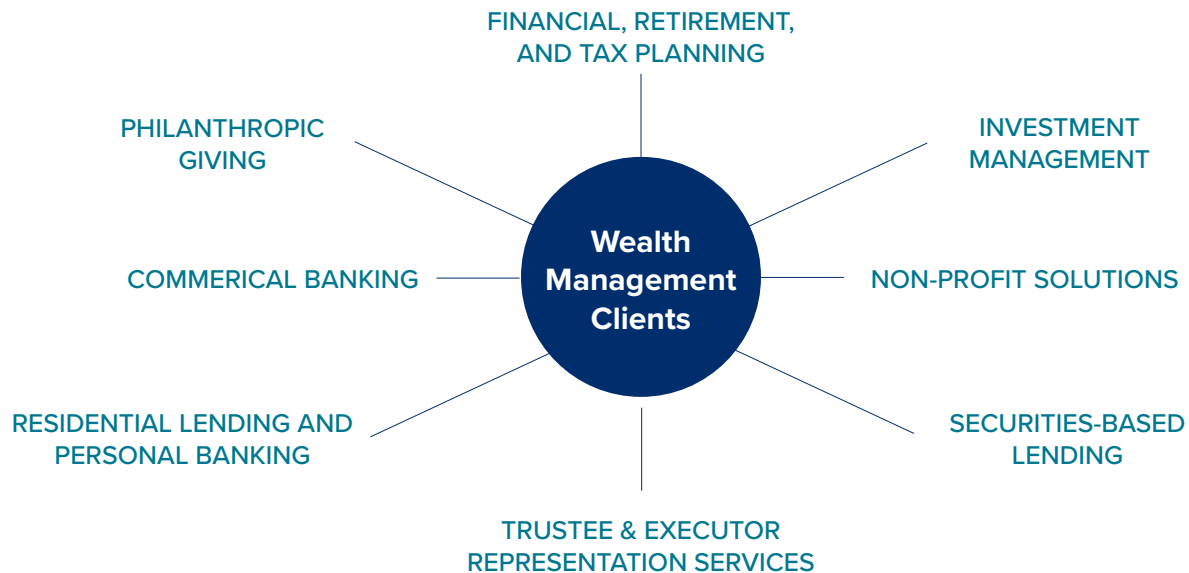 FINANCIAL, RETIREMENT,
AND TAX PLANNING
PHILANTHROPIC
GIVING
INVESTMENT
MANAGEMENT
Wealth
Management
Clients
COMMERICAL BANKING
NON-PROFIT SOLUTIONS
RESIDENTIAL LENDING AND
PERSONAL BANKING
SECURITIES-BASED
LENDING
TRUSTEE & EXECUTOR
REPRESENTATION SERVICES